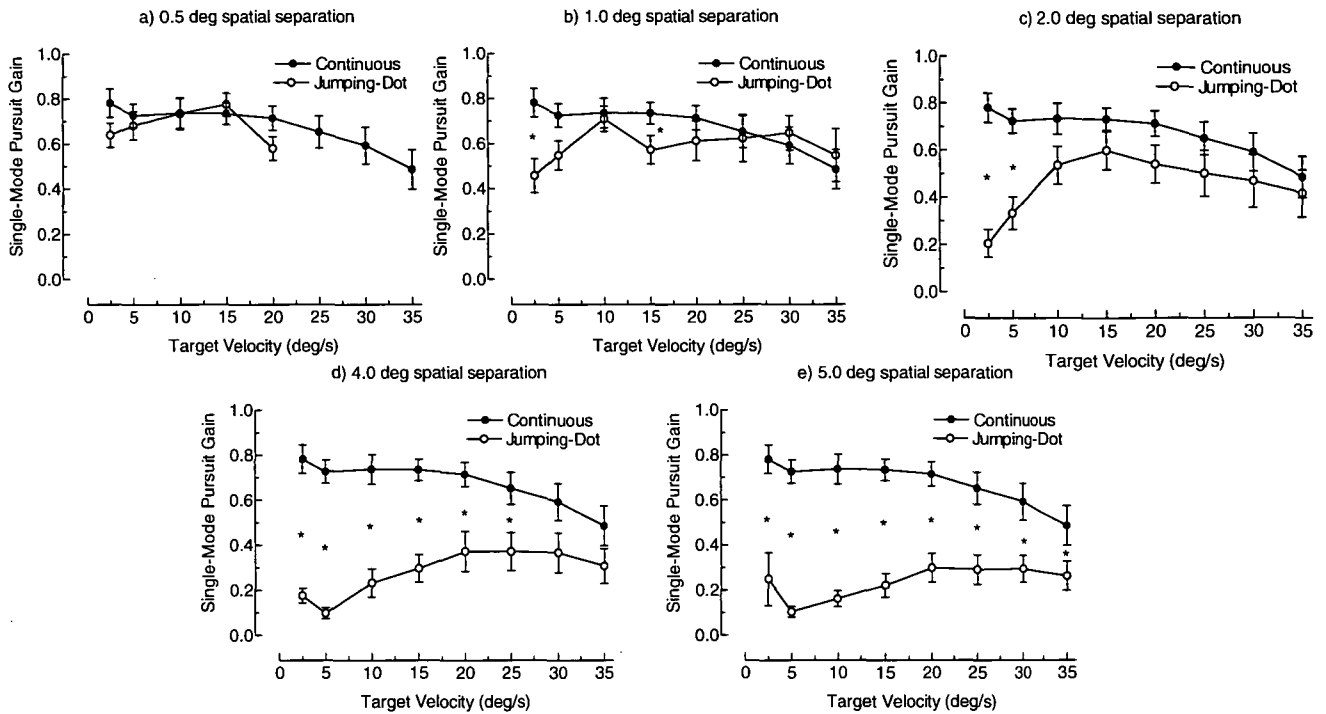 a) 0.5 deg spatial separation
Single-Mode Pursuit Gain
1.0
0.8
0.6
0.4
0.2
0.0
Continuous
Jumping-Dot
0 5 10 15 20 25 30 35
Target Velocity (deg/s)
b) 1.0 deg spatial separation
Single-Mode Pursuit Gain
1.0
0.8
0.6
0.4
0.2
0.0
Continuous
Jumping-Dot
* *
0 5 10 15 20 25 30 35
Target Velocity (deg/s)
c) 2.0 deg spatial separation
Single-Mode Pursuit Gain
1.0
0.8
0.6
0.4
0.2
0.0
Continuous
Jumping-Dot
* *
0 5 10 15 20 25 30 35
Target Velocity (deg/s)
d) 4.0 deg spatial separation
Single-Mode Pursuit Gain
1.0
0.8
0.6
0.4
0.2
0.0
Continuous
Jumping-Dot
* * * * * *
0 5 10 15 20 25 30 35
Target Velocity (deg/s)
e) 5.0 deg spatial separation
Single-Mode Pursuit Gain
1.0
0.8
0.6
0.4
0.2
0.0
Continuous
Jumping-Dot
* * * * * * * *
0 5 10 15 20 25 30 35
Target Velocity (deg/s)